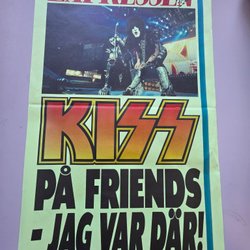 EXPRESSEN
KISS
PÅ FRIENDS
- JAG VAR DÄR!